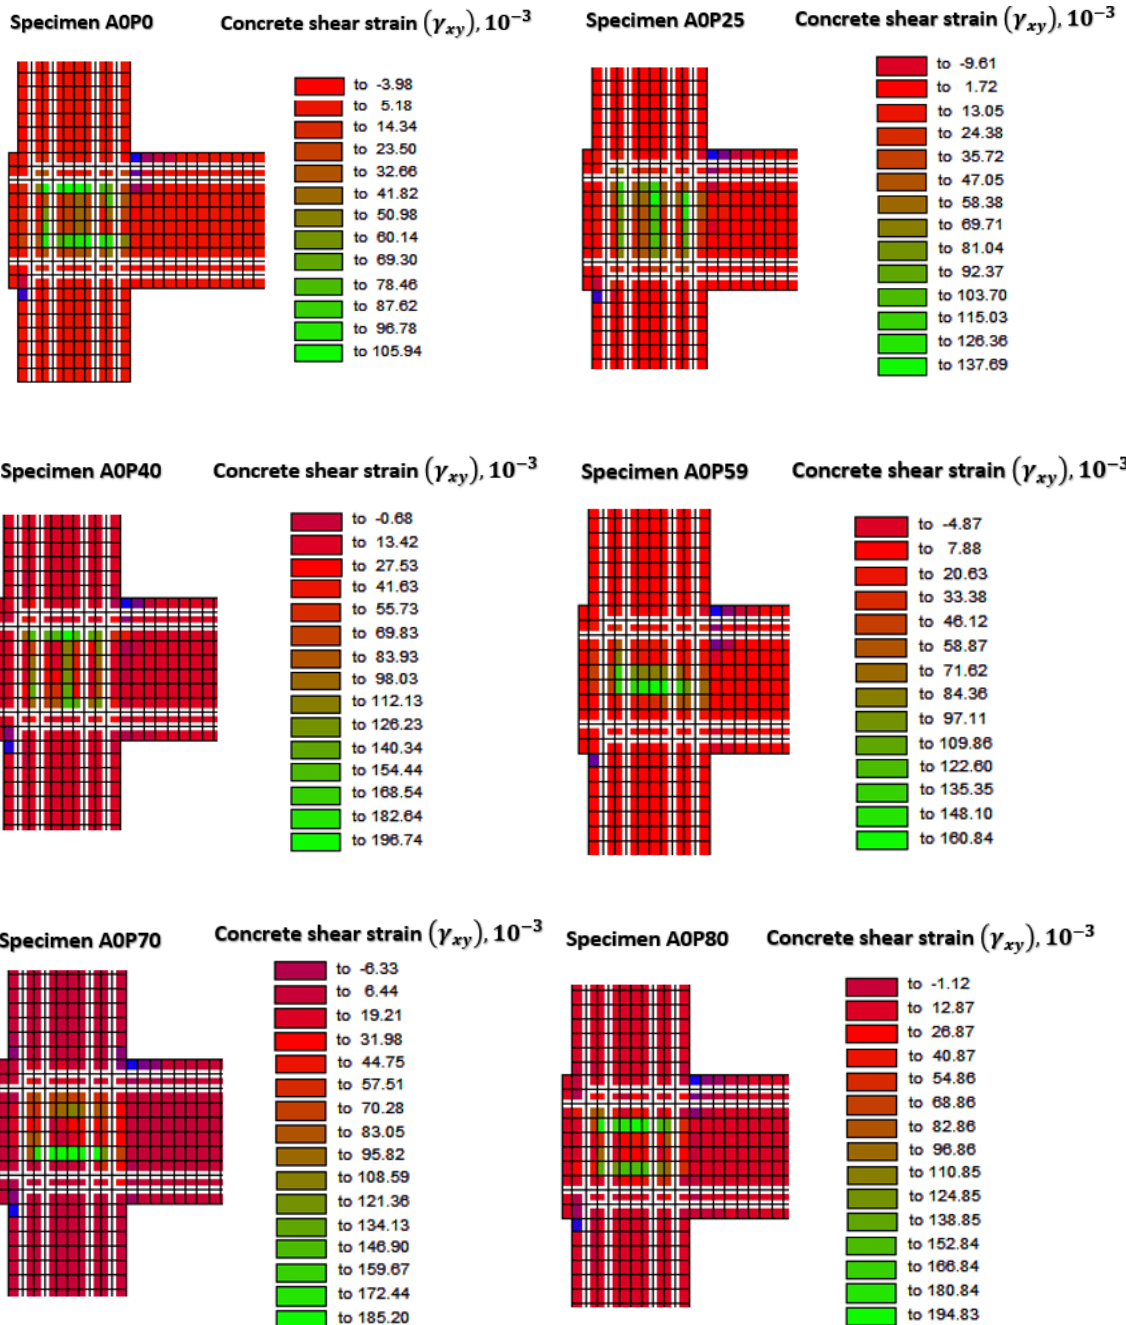 Specimen A0P0
Concrete shear strain (γxy), 10−3
to -3.98
to 5.18
to 14.34
to 23.50
to 32.66
to 41.82
to 50.98
to 60.14
to 69.30
to 78.46
to 87.62
to 96.78
to 105.94
Specimen A0P25
Concrete shear strain (γxy), 10−3
to -9.61
to 1.72
to 13.05
to 24.38
to 35.72
to 47.05
to 58.38
to 69.71
to 81.04
to 92.37
to 103.70
to 115.03
to 126.36
to 137.69
Specimen A0P40
Concrete shear strain (γxy), 10−3
to -0.68
to 13.42
to 27.53
to 41.63
to 55.73
to 69.83
to 83.93
to 98.03
to 112.13
to 126.23
to 140.34
to 154.44
to 168.54
to 182.64
to 196.74
Specimen A0P59
Concrete shear strain (γxy), 10−3
to -4.87
to 7.88
to 20.63
to 33.38
to 46.12
to 58.87
to 71.62
to 84.36
to 97.11
to 109.86
to 122.60
to 135.35
to 148.10
to 160.84
Specimen A0P70
Concrete shear strain (γxy), 10−3
to -6.33
to 6.44
to 19.21
to 31.98
to 44.75
to 57.51
to 70.28
to 83.05
to 95.82
to 108.59
to 121.36
to 134.13
to 146.90
to 159.67
to 172.44
to 185.20
Specimen A0P80
Concrete shear strain (γxy), 10−3
to -1.12
to 12.87
to 26.87
to 40.87
to 54.86
to 68.86
to 82.86
to 96.86
to 110.85
to 124.85
to 138.85
to 152.84
to 166.84
to 180.84
to 194.83